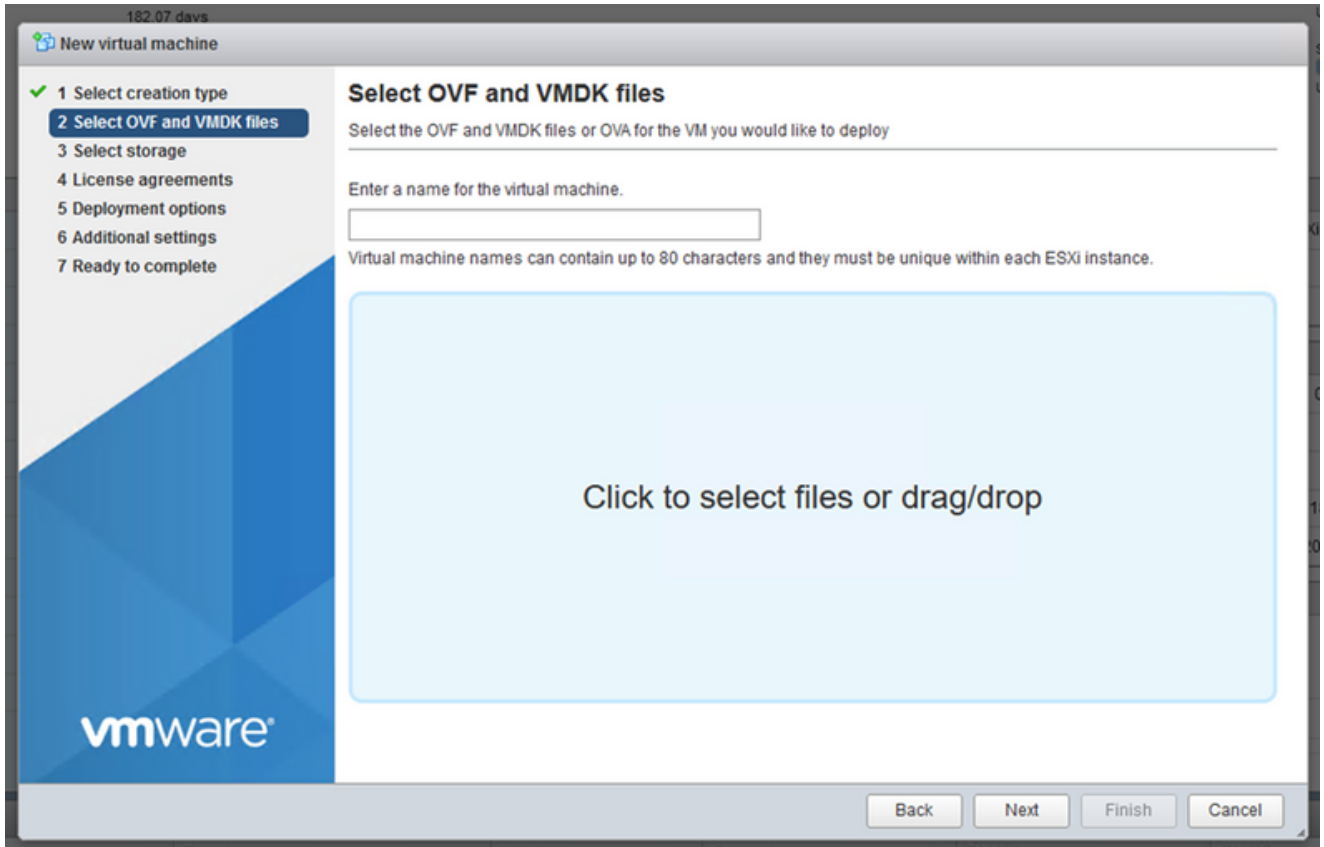 182.07 days
New virtual machine
1 Select creation type
2 Select OVF and VMDK files
3 Select storage
4 License agreements
5 Deployment options
6 Additional settings
7 Ready to complete
vmware®
Select OVF and VMDK files
Select the OVF and VMDK files or OVA for the VM you would like to deploy
Enter a name for the virtual machine.
Virtual machine names can contain up to 80 characters and they must be unique within each ESXi instance.
Click to select files or drag/drop
Back
Next
Finish
Cancel